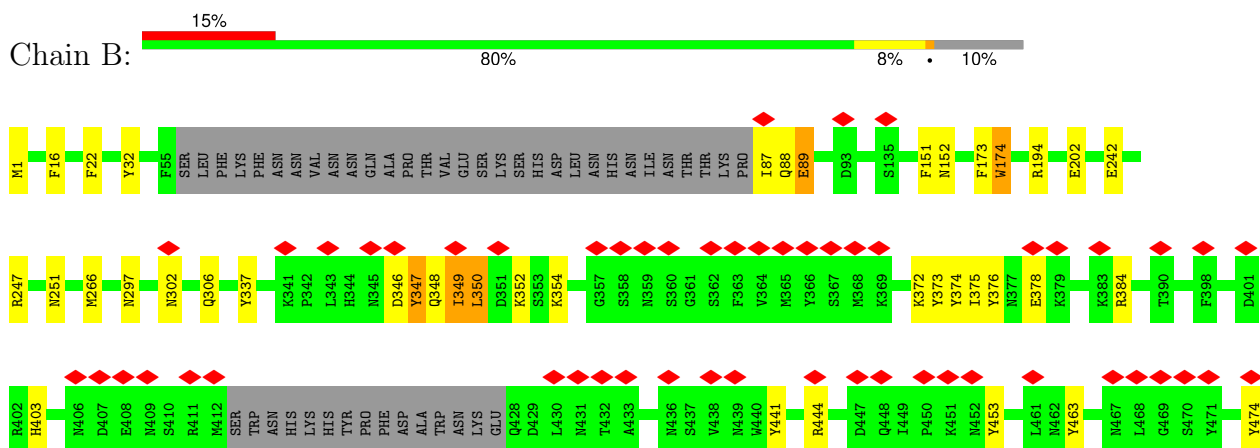 15%
Chain B:
80% 8% • 10%
M1 F16 F22 Y32 F55 SER LEU PHE LYS PHE ASN ASN VAL ASN ASN GLN ALA PRO THR VAL GLU SER LYS SER HIS ASP LEU ASN HIS ASN ILE ASN THR THR LYS PRO I87 Q88 E89 D93 S135 F151 N152 F173 W174 R194 E202 E242
R247 N251 M266 N297 N302 Q306 Y337 K341 P342 L343 H344 N345 D346 Y347 Q348 I349 L350 D351 K352 S353 K354 G357 S358 N359 S360 G361 S362 F363 V364 M365 Y366 S367 M368 K369 K372 Y373 Y374 I375 Y376 N377 E378 K379 K383 R384 T390 F398 D401
R402 H403 N406 D407 E408 N409 S410 R411 M412 SER TRP ASN HIS LYS HIS TYR PRO PHE ASP ASP ALA TRP ASN LYS GLU Q428 D429 L430 N431 T432 A433 N436 S437 V438 N439 W440 Y441 R444 D447 Q448 I449 P450 K451 N452 Y453 L461 N462 Y463 N467 L468 G469 S470 Y471 S474